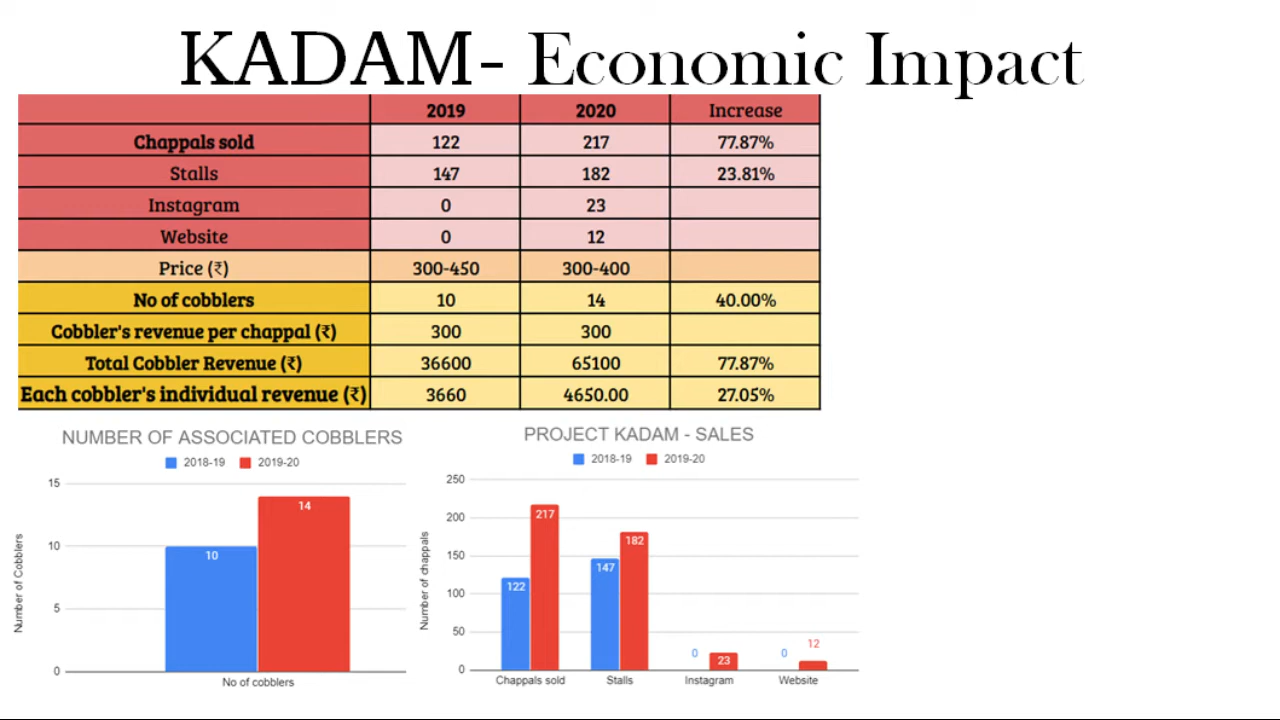 KADAM- Economic Impact
2019 2020 Increase
Chappals sold 122 217 77.87%
Stalls 147 182 23.81%
Instagram 0 23
Website 0 12
Price (₹) 300-450 300-400
No of cobblers 10 14 40.00%
Cobbler's revenue per chappal (₹) 300 300
Total Cobbler Revenue (₹) 36600 65100 77.87%
Each cobbler's individual revenue (₹) 3660 4650.00 27.05%
NUMBER OF ASSOCIATED COBBLERS
2018-19 2019-20
Number of Cobblers
15
10
5
0
10
14
No of cobblers
PROJECT KADAM - SALES
2018-19 2019-20
Number of chappals
250
200
150
100
50
0
122 217 147 182 0 23 0 12
Chappals sold Stalls Instagram Website